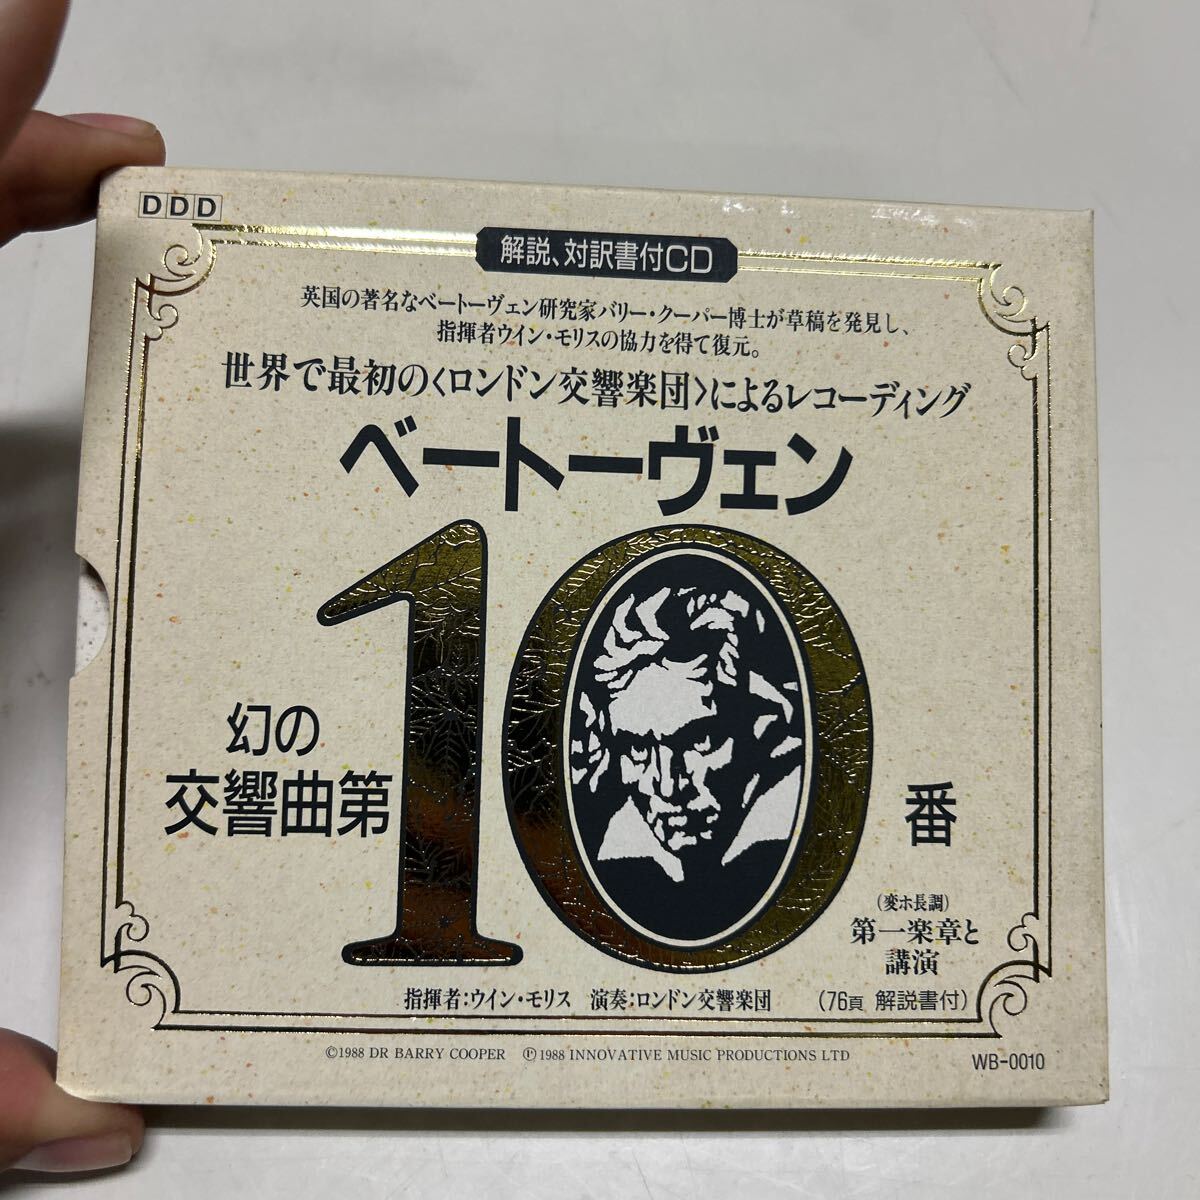 DDD
解説、対訳書付CD
英国の著名なベートーヴェン研究家バリー・クーパー博士が草稿を発見し、
指揮者ウイン・モリスの協力を得て復元。
世界で最初の〈ロンドン交響楽団〉によるレコーディング
ベートーヴェン
幻の
交響曲第10番
(変ホ長調)
第一楽章と
講演
指揮者:ウイン・モリス 演奏:ロンドン交響楽団 (76頁 解説書付)
©1988 DR BARRY COOPER ℗1988 INNOVATIVE MUSIC PRODUCTIONS LTD
WB-0010